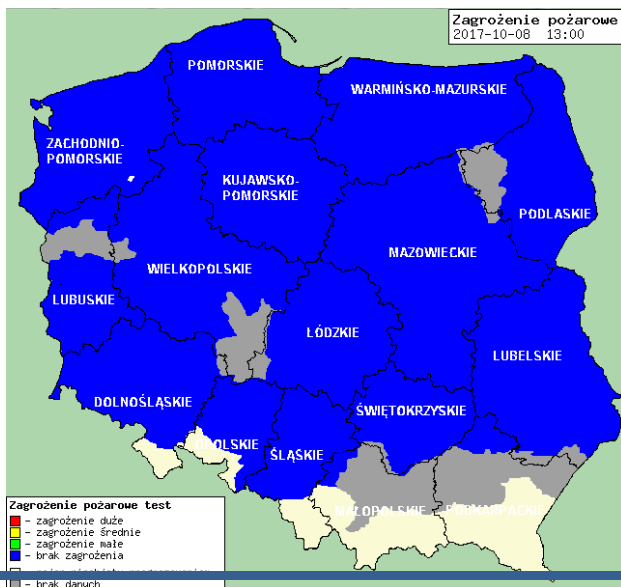 Zagrożenie pożarowe
2017-10-08 13:00
POMORSKIE
WARMIŃSKO-MAZURSKIE
ZACHODNIO-
POMORSKIE
KUJAWSKO-
POMORSKIE
PODLASKIE
MAZOWIECKIE
WIELKOPOLSKIE
LUBUSKIE
ŁÓDZKIE
LUBELSKIE
DOLNOŚLĄSKIE
ŚWIĘTOKRZYSKIE
OPOLSKIE
ŚLĄSKIE
MAŁOPOLSKIE
PODKARPACKIE
Zagrożenie pożarowe test
- zagrożenie duże
- zagrożenie średnie
- zagrożenie małe
- brak zagrożenia
- brak danych